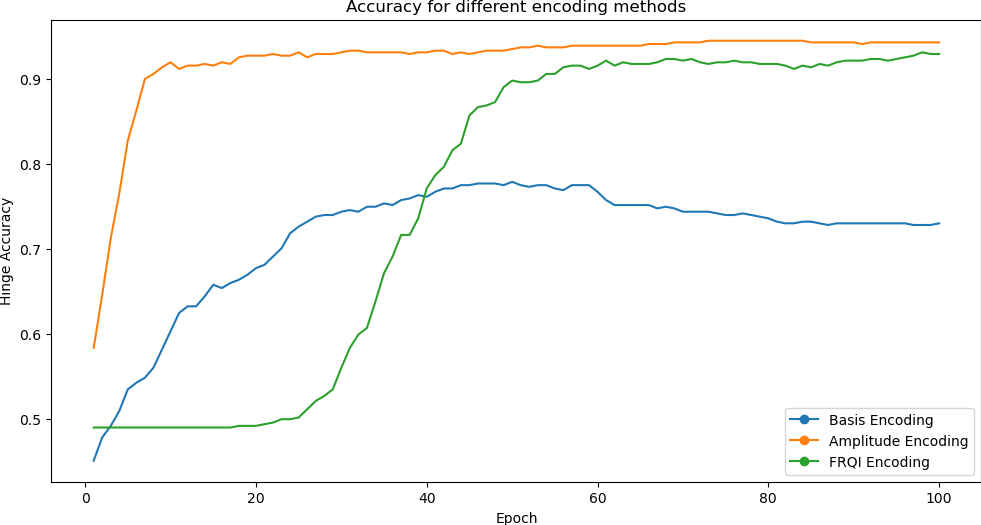 Accuracy for different encoding methods
Hinge Accuracy
0.9
0.8
0.7
0.6
0.5
0
20
40
60
80
100
Epoch
Basis Encoding
Amplitude Encoding
FRQI Encoding